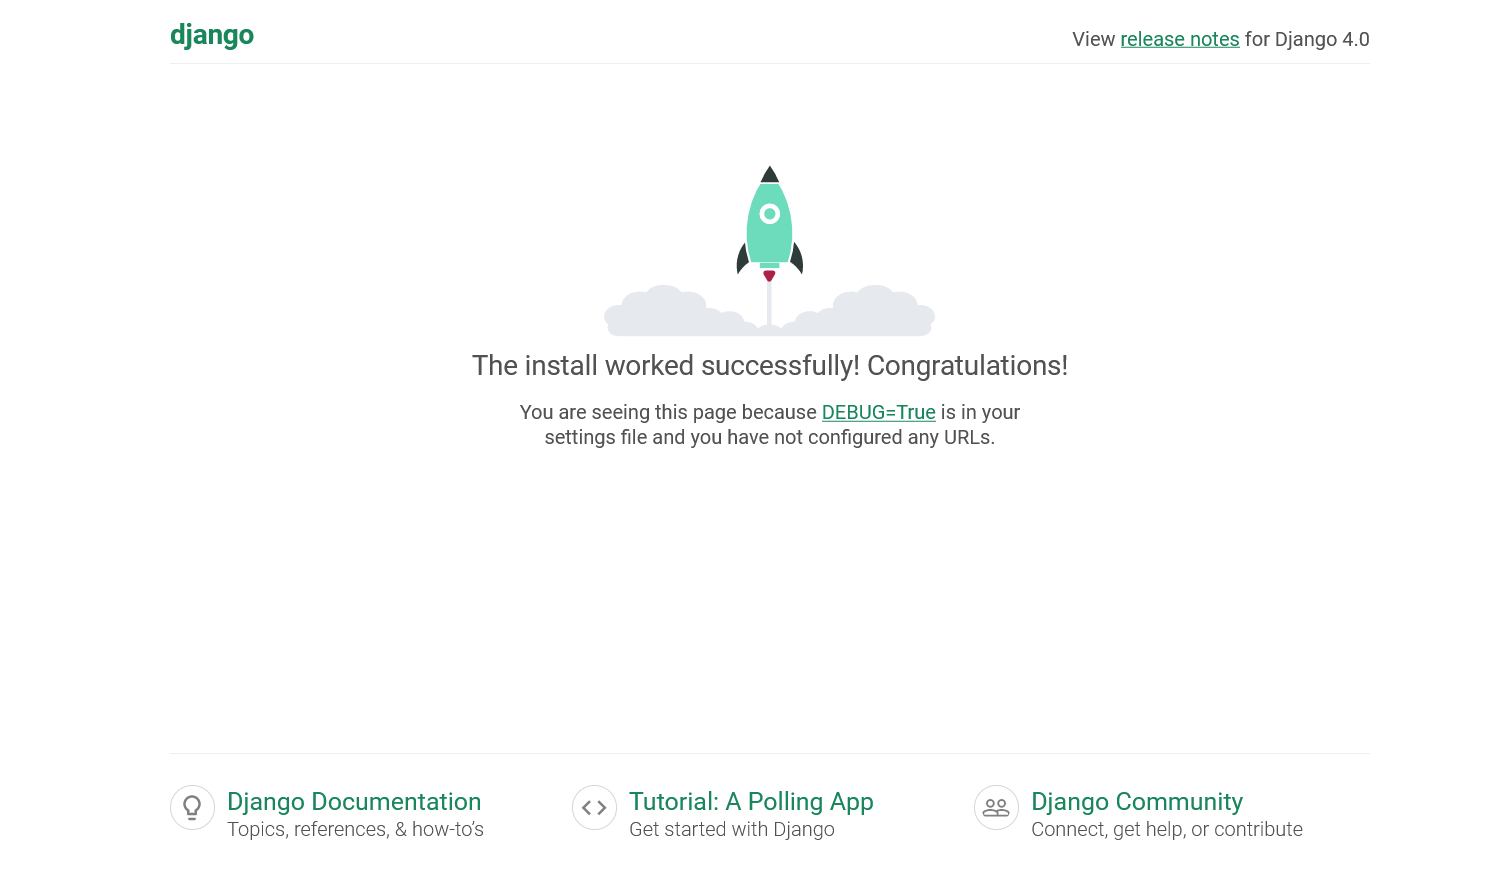 django
View release notes for Django 4.0
The install worked successfully! Congratulations!
You are seeing this page because DEBUG=True is in your
settings file and you have not configured any URLs.
Django Documentation
Topics, references, & how-to’s
Tutorial: A Polling App
Get started with Django
Django Community
Connect, get help, or contribute